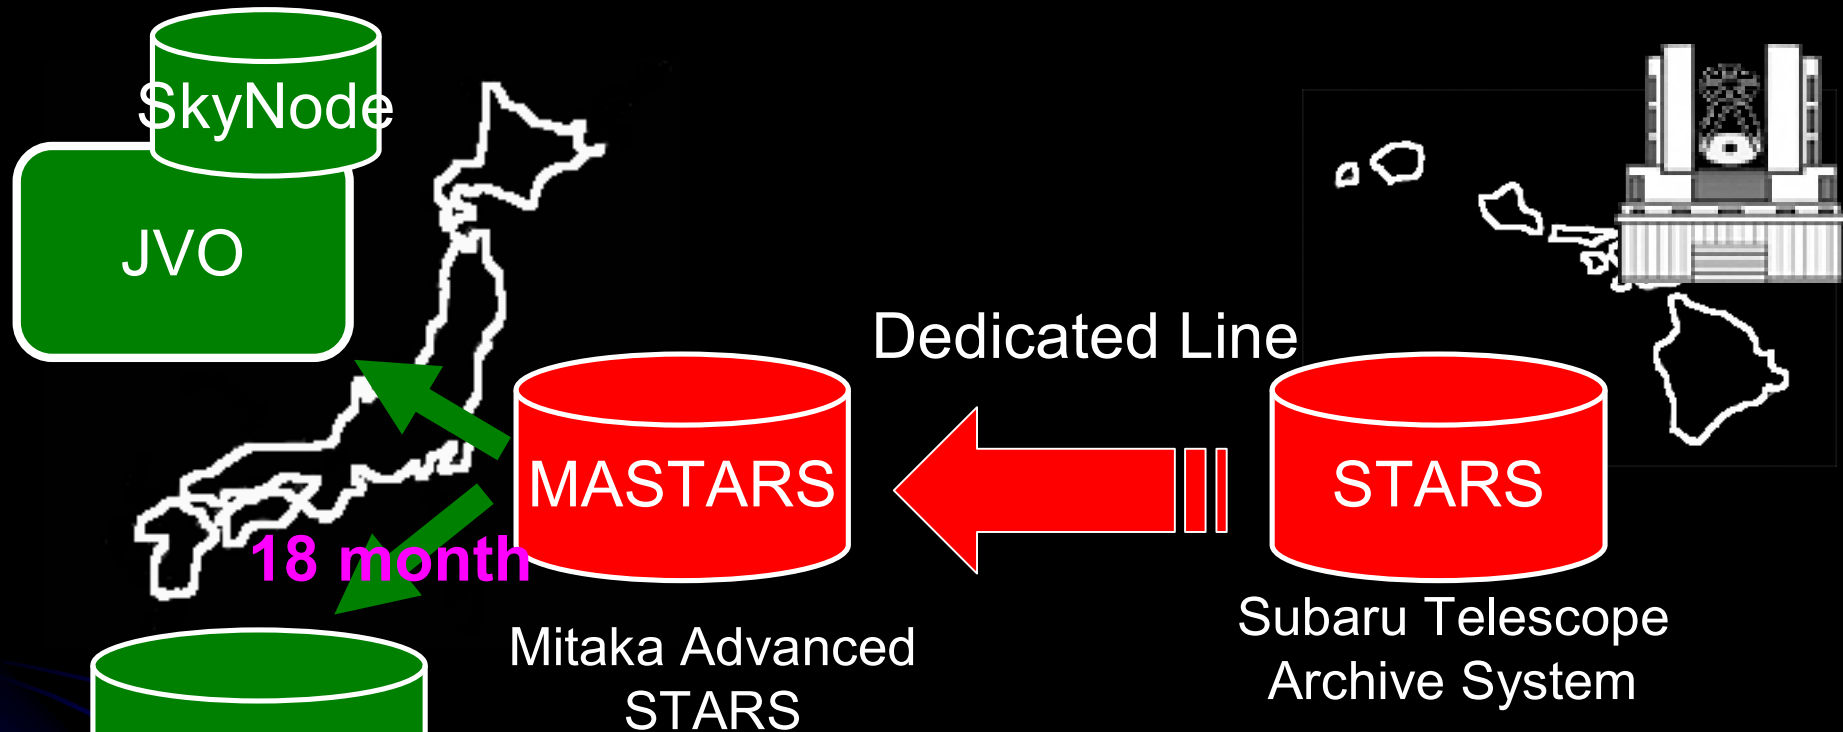 SkyNode
JVO
Dedicated Line
MASTARS
STARS
18 month
Mitaka Advanced
STARS
Subaru Telescope
Archive System